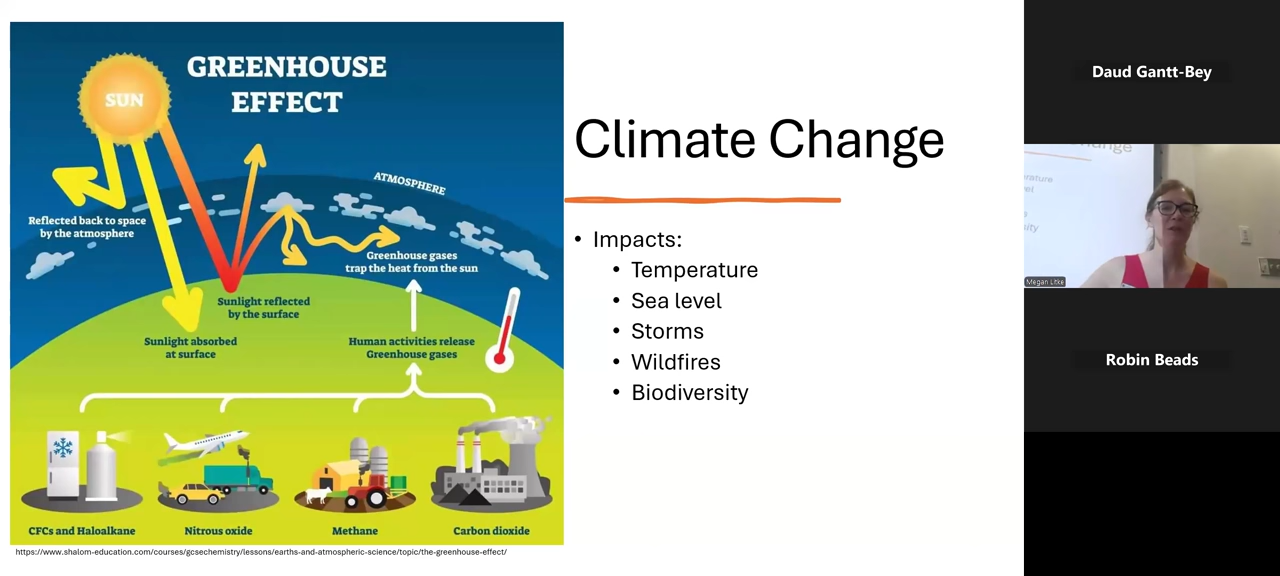 GREENHOUSE
EFFECT
SUN
ATMOSPHERE
Reflected back to space
by the atmosphere
Greenhouse gases
trap the heat from the sun
Sunlight reflected
by the surface
Sunlight absorbed
at surface
Human activities release
Greenhouse gases
CFCs and Haloalkane
Nitrous oxide
Methane
Carbon dioxide
https://www.shalom-education.com/courses/gcsechemistry/lessons/earths-and-atmospheric-science/topic/the-greenhouse-effect/
Climate Change
• Impacts:
• Temperature
• Sea level
• Storms
• Wildfires
• Biodiversity
Daud Gantt-Bey
Megan Litke
Robin Beads